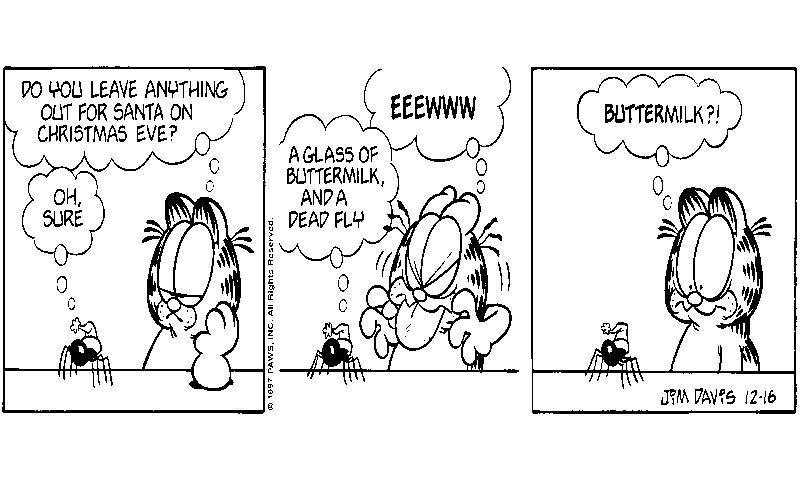 DO YOU LEAVE ANYTHING
OUT FOR SANTA ON
CHRISTMAS EVE?
OH,
SURE
© 1997 PAWS, INC. All Rights Reserved.
A GLASS OF
BUTTERMILK,
AND A
DEAD FLY
EEEWWW
BUTTERMILK?!
JIM DAVIS 12-18